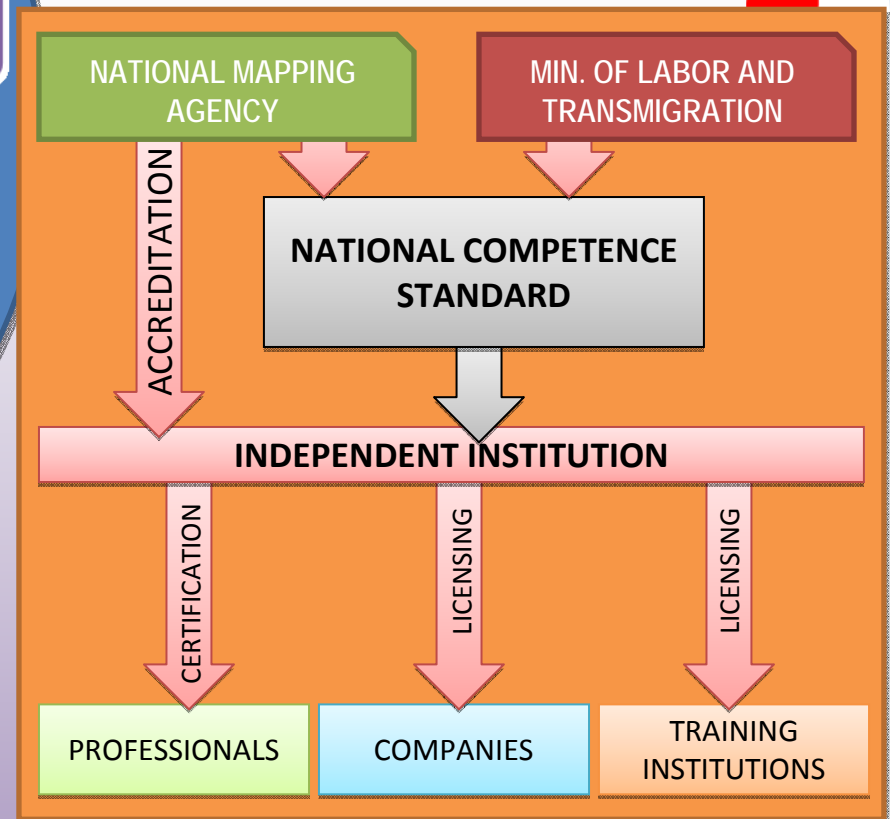 NATIONAL MAPPING
AGENCY
MIN. OF LABOR AND
TRANSMIGRATION
ACCREDITATION
NATIONAL COMPETENCE
STANDARD
INDEPENDENT INSTITUTION
CERTIFICATION
LICENSING
LICENSING
PROFESSIONALS
COMPANIES
TRAINING
INSTITUTIONS